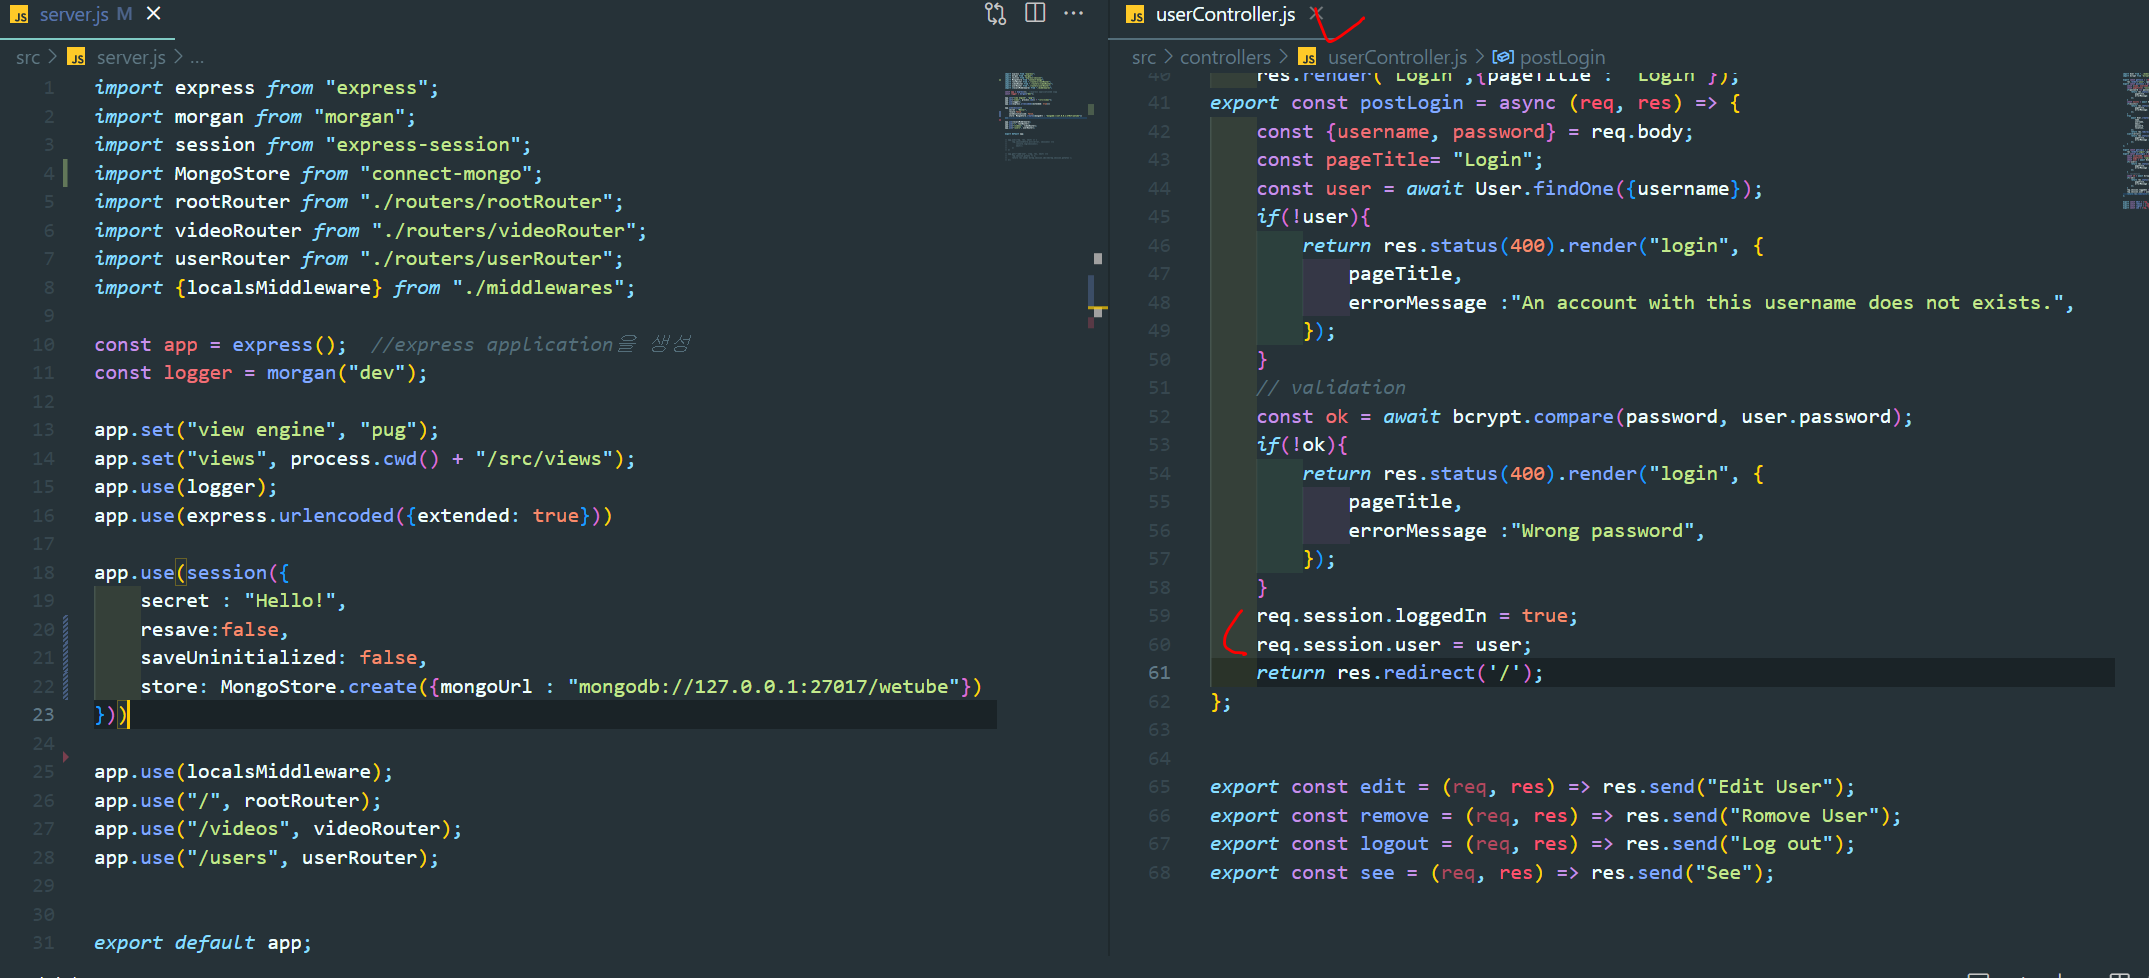 JS server.js M
src > JS server.js > ...
1 import express from "express";
2 import morgan from "morgan";
3 import session from "express-session";
4 import MongoStore from "connect-mongo";
5 import rootRouter from "./routers/rootRouter";
6 import videoRouter from "./routers/videoRouter";
7 import userRouter from "./routers/userRouter";
8 import {localsMiddleware} from "./middlewares";
9
10 const app = express();  //express application을 생성
11 const logger = morgan("dev");
12
13 app.set("view engine", "pug");
14 app.set("views", process.cwd() + "/src/views");
15 app.use(logger);
16 app.use(express.urlencoded({extended: true}))
17
18 app.use(session({
19     secret : "Hello!",
20     resave:false,
21     saveUninitialized: false,
22     store: MongoStore.create({mongoUrl : "mongodb://127.0.0.1:27017/wetube"})
23 }))
24
25 app.use(localsMiddleware);
26 app.use("/", rootRouter);
27 app.use("/videos", videoRouter);
28 app.use("/users", userRouter);
29
30
31 export default app;
JS userController.js
src > controllers > JS userController.js > postLogin
40     res.render("Login",{pageTitle : "Login"});
41 export const postLogin = async (req, res) => {
42     const {username, password} = req.body;
43     const pageTitle= "Login";
44     const user = await User.findOne({username});
45     if(!user){
46         return res.status(400).render("login", {
47             pageTitle,
48             errorMessage :"An account with this username does not exists.",
49         });
50     }
51     // validation
52     const ok = await bcrypt.compare(password, user.password);
53     if(!ok){
54         return res.status(400).render("login", {
55             pageTitle,
56             errorMessage :"Wrong password",
57         });
58     }
59     req.session.loggedIn = true;
60     req.session.user = user;
61     return res.redirect('/');
62 };
63
64
65 export const edit = (req, res) => res.send("Edit User");
66 export const remove = (req, res) => res.send("Romove User");
67 export const logout = (req, res) => res.send("Log out");
68 export const see = (req, res) => res.send("See");